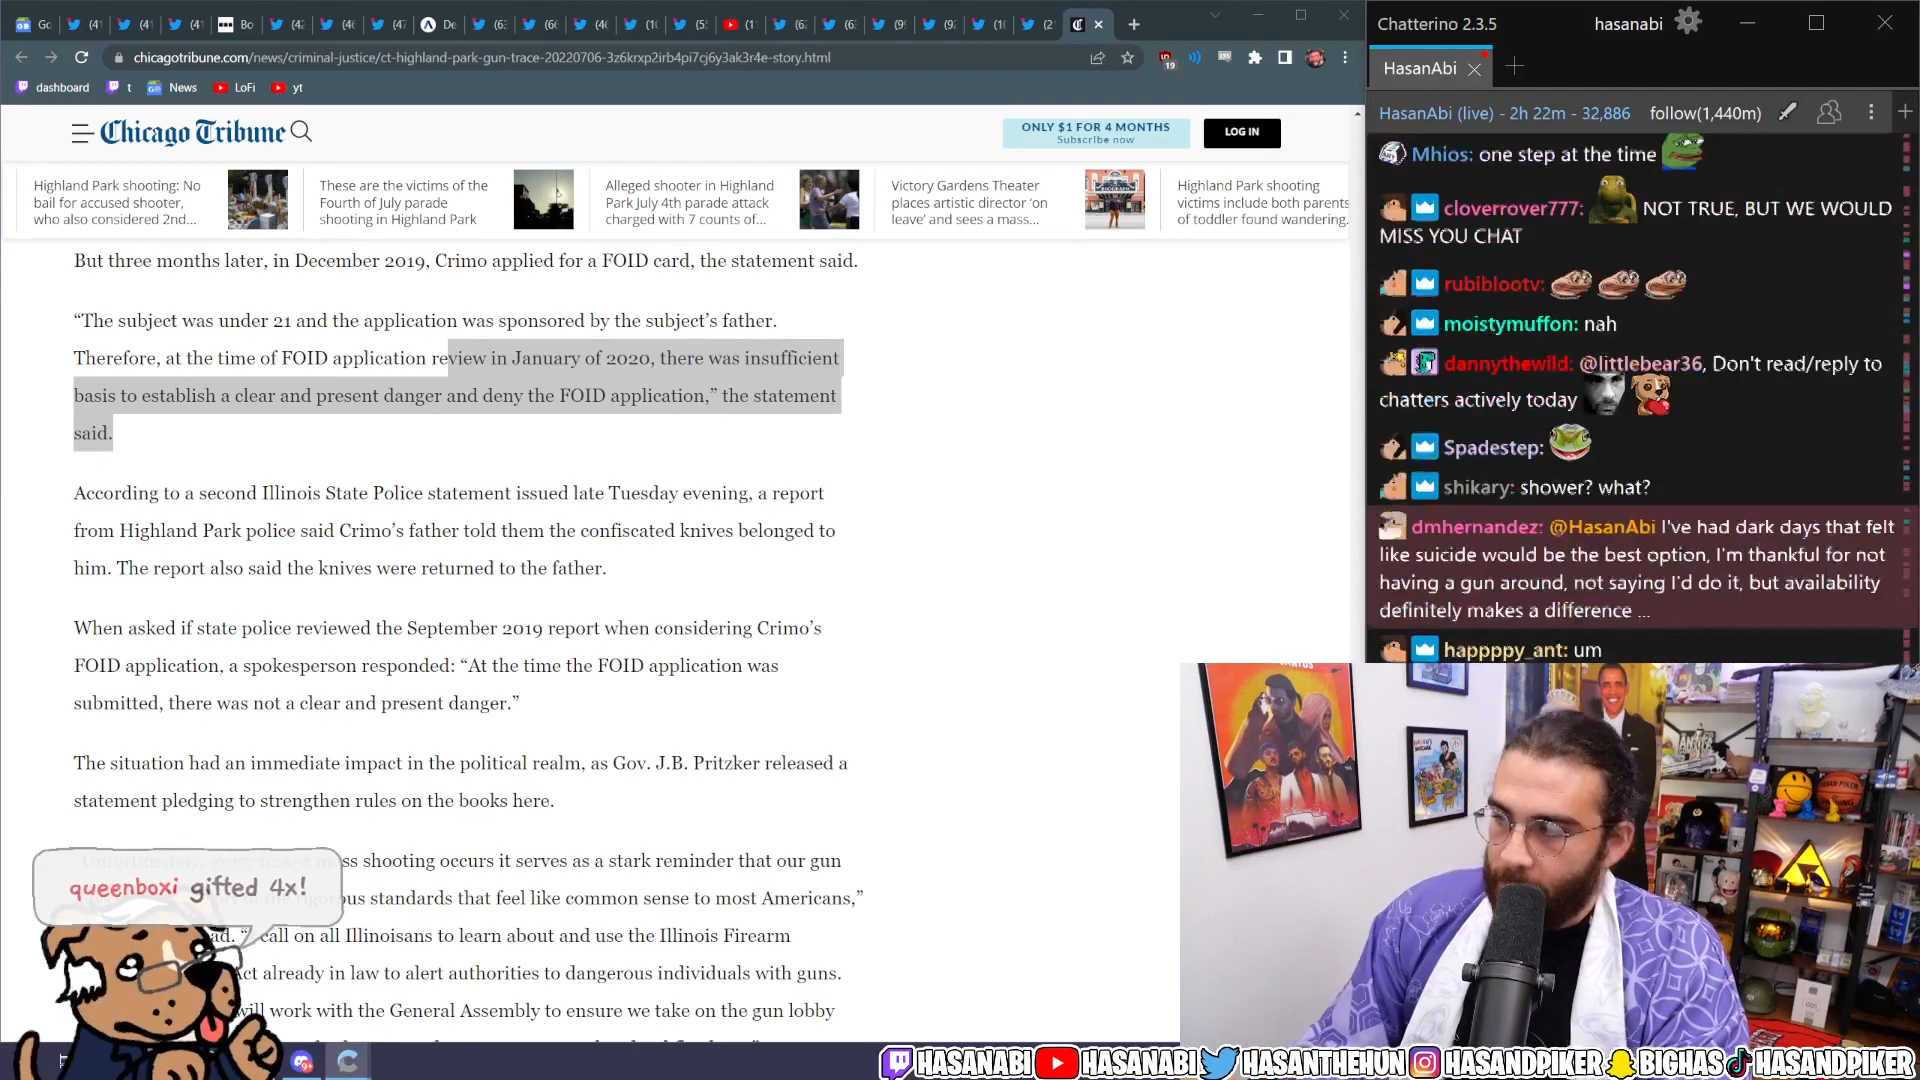 Chatterino 2.3.5
hasanabi
HasanAbi
HasanAbi (live) - 2h 22m - 32,886
follow(1,440m)
chicagotribune.com/news/criminal-justice/ct-highland-park-gun-trace-20220706-3z6krxp2irb4pi7cj6y3ak3r4e-story.html
19
dashboard
t
News
LoFi
yt
Chicago Tribune
ONLY $1 FOR 4 MONTHS
Subscribe now
LOG IN
Highland Park shooting: No
bail for accused shooter,
who also considered 2nd...
These are the victims of the
Fourth of July parade
shooting in Highland Park
Alleged shooter in Highland
Park July 4th parade attack
charged with 7 counts of...
Victory Gardens Theater
places artistic director ‘on
leave’ and sees a mass...
Highland Park shooting
victims include both parents
of toddler found wandering.
But three months later, in December 2019, Crimo applied for a FOID card, the statement said.
“The subject was under 21 and the application was sponsored by the subject’s father.
Therefore, at the time of FOID application review in January of 2020, there was insufficient
basis to establish a clear and present danger and deny the FOID application,” the statement
said.
According to a second Illinois State Police statement issued late Tuesday evening, a report
from Highland Park police said Crimo’s father told them the confiscated knives belonged to
him. The report also said the knives were returned to the father.
When asked if state police reviewed the September 2019 report when considering Crimo’s
FOID application, a spokesperson responded: “At the time the FOID application was
submitted, there was not a clear and present danger.”
The situation had an immediate impact in the political realm, as Gov. J.B. Pritzker released a
statement pledging to strengthen rules on the books here.
shooting occurs it serves as a stark reminder that our gun
standards that feel like common sense to most Americans,”
call on all Illinoisans to learn about and use the Illinois Firearm
Act already in law to alert authorities to dangerous individuals with guns.
will work with the General Assembly to ensure we take on the gun lobby
queenboxi gifted 4x!
Mhios: one step at the time
cloverrover777: NOT TRUE, BUT WE WOULD
MISS YOU CHAT
rubiblootv:
moistymuffon: nah
dannythewild: @littlebear36, Don't read/reply to
chatters actively today
Spadestep:
shikary: shower? what?
dmhernandez: @HasanAbi I've had dark days that felt
like suicide would be the best option, I'm thankful for not
having a gun around, not saying I'd do it, but availability
definitely makes a difference ...
happppy_ant: um
HASANABI
HASANABI
HASANTHEHUN
HASANDPIKER
BIGHAS
HASANDPIKER